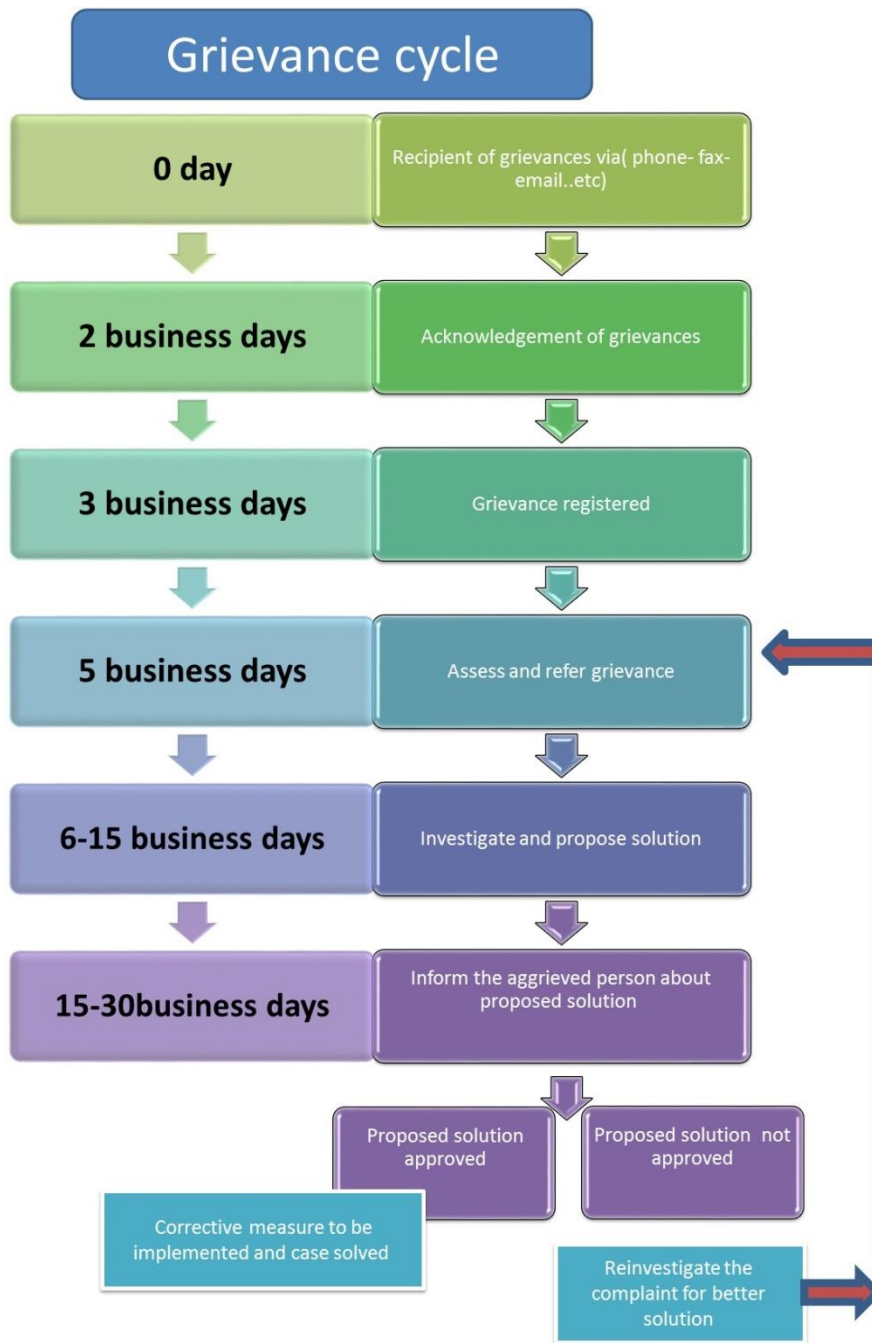 Grievance cycle
0 day
Recipient of grievances via( phone- fax-
email..etc)
2 business days
Acknowledgement of grievances
3 business days
Grievance registered
5 business days
Assess and refer grievance
6-15 business days
Investigate and propose solution
15-30business days
Inform the aggrieved person about
proposed solution
Proposed solution
approved
Proposed solution  not
approved
Corrective measure to be
implemented and case solved
Reinvestigate the
complaint for better
solution